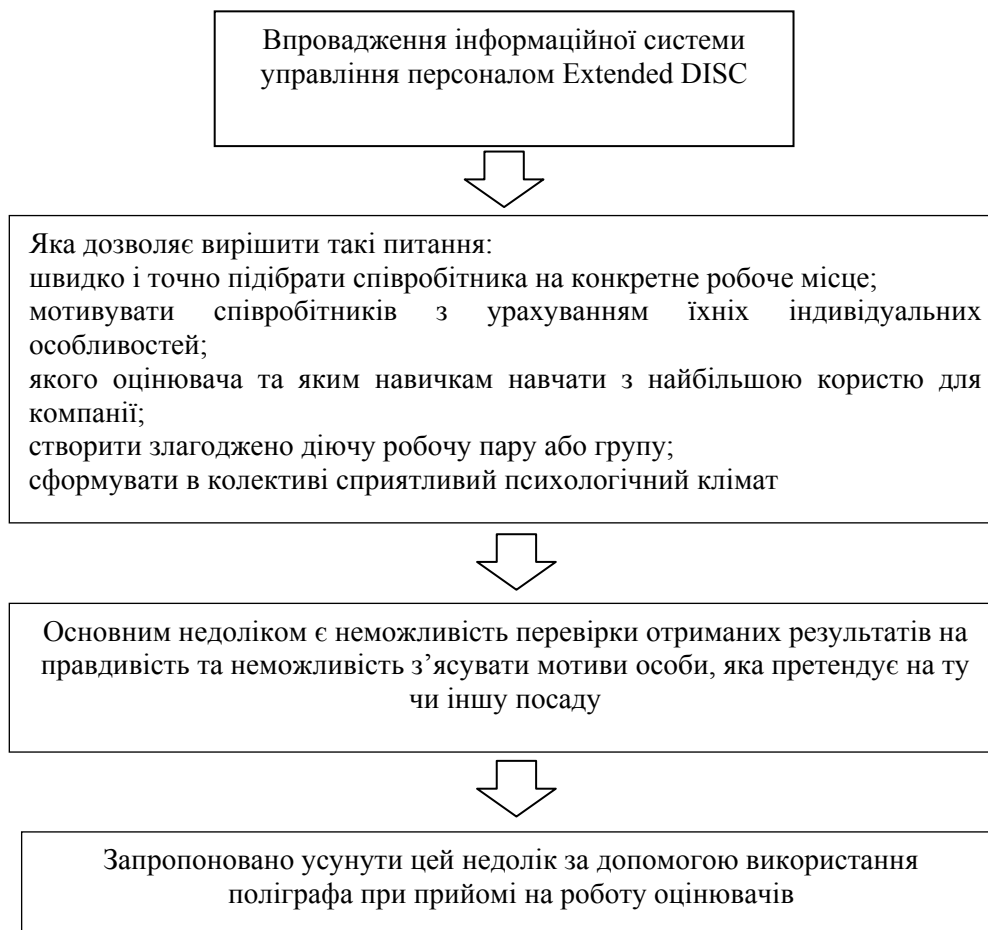 Впровадження інформаційної системи
управління персоналом Extended DISC
Яка дозволяє вирішити такі питання:
швидко і точно підібрати співробітника на конкретне робоче місце;
мотивувати співробітників з урахуванням їхніх індивідуальних
особливостей;
якого оцінювача та яким навичкам навчати з найбільшою користю для
компанії;
створити злагоджено діючу робочу пару або групу;
сформувати в колективі сприятливий психологічний клімат
Основним недоліком є неможливість перевірки отриманих результатів на
правдивість та неможливість з’ясувати мотиви особи, яка претендує на ту
чи іншу посаду
Запропоновано усунути цей недолік за допомогою використання
поліграфа при прийомі на роботу оцінювачів